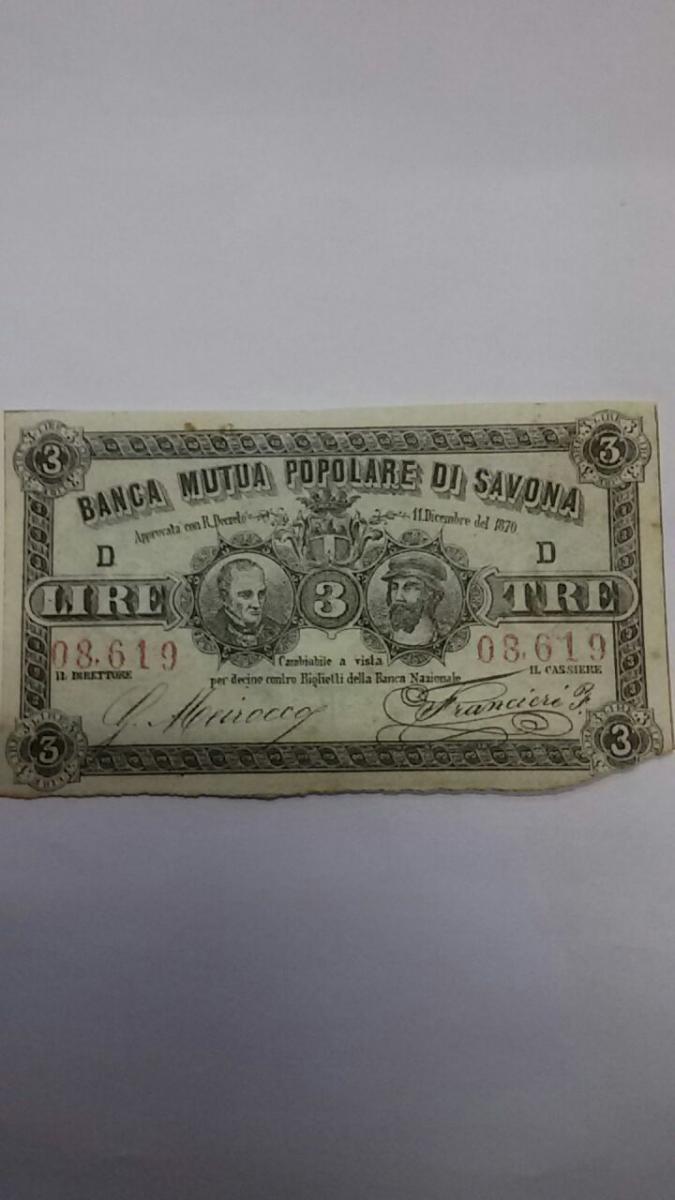 3 3
BANCA MUTUA POPOLARE DI SAVONA
Approvata con R. Decreto 11. Dicembre del 1870
D D
LIRE 3 TRE
08.619 08.619
IL DIRETTORE Cambiabile a vista IL CASSIERE
per decine contro Biglietti della Banca Nazionale
Francieri F.
3 3